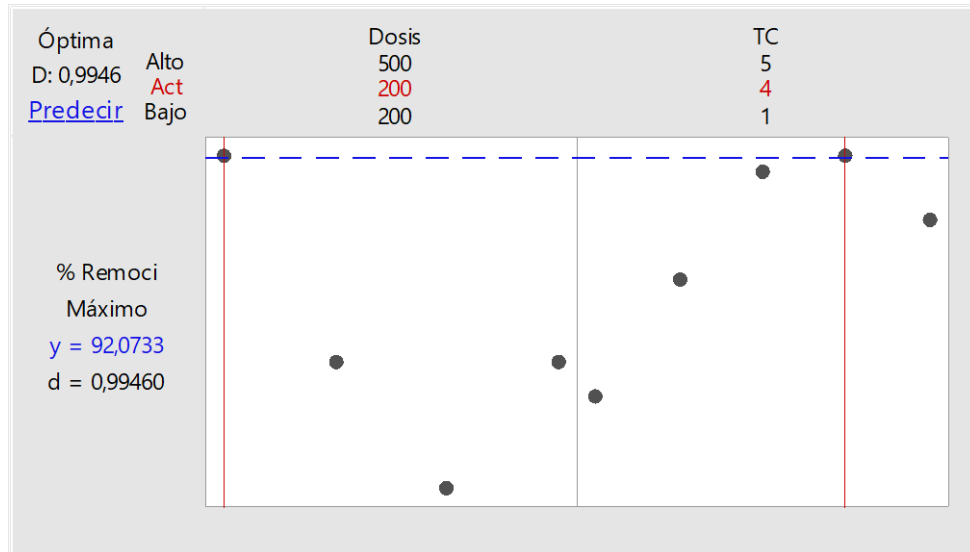 Óptima
D: 0,9946
Predecir
Alto
Act
Bajo
Dosis
500
200
200
TC
5
4
1
% Remoci
Máximo
y = 92,0733
d = 0,99460